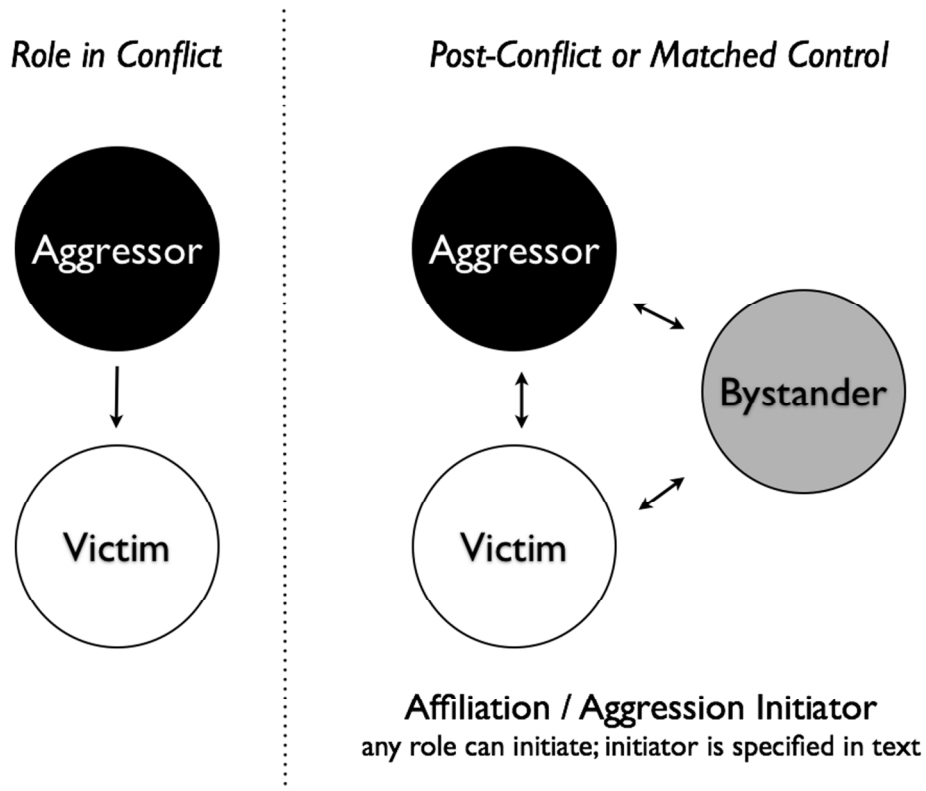 Role in Conflict
Aggressor
Victim
Post-Conflict or Matched Control
Aggressor
Bystander
Victim
Affiliation / Aggression Initiator
any role can initiate; initiator is specified in text